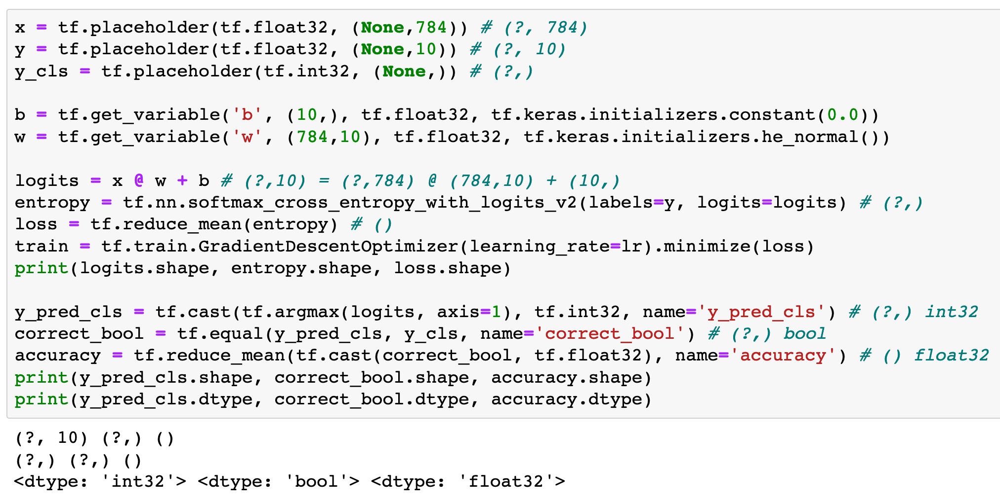 x = tf.placeholder(tf.float32, (None,784)) # (?, 784)
y = tf.placeholder(tf.float32, (None,10)) # (?, 10)
y_cls = tf.placeholder(tf.int32, (None,)) # (?,)
b = tf.get_variable('b', (10,), tf.float32, tf.keras.initializers.constant(0.0))
w = tf.get_variable('w', (784,10), tf.float32, tf.keras.initializers.he_normal())
logits = x @ w + b # (?,10) = (?,784) @ (784,10) + (10,)
entropy = tf.nn.softmax_cross_entropy_with_logits_v2(labels=y, logits=logits) # (?,)
loss = tf.reduce_mean(entropy) # ()
train = tf.train.GradientDescentOptimizer(learning_rate=lr).minimize(loss)
print(logits.shape, entropy.shape, loss.shape)
y_pred_cls = tf.cast(tf.argmax(logits, axis=1), tf.int32, name='y_pred_cls') # (?,) int32
correct_bool = tf.equal(y_pred_cls, y_cls, name='correct_bool') # (?,) bool
accuracy = tf.reduce_mean(tf.cast(correct_bool, tf.float32), name='accuracy') # () float32
print(y_pred_cls.shape, correct_bool.shape, accuracy.shape)
print(y_pred_cls.dtype, correct_bool.dtype, accuracy.dtype)
(?, 10) (?,) ()
(?,) (?,) ()
<dtype: 'int32'> <dtype: 'bool'> <dtype: 'float32'>